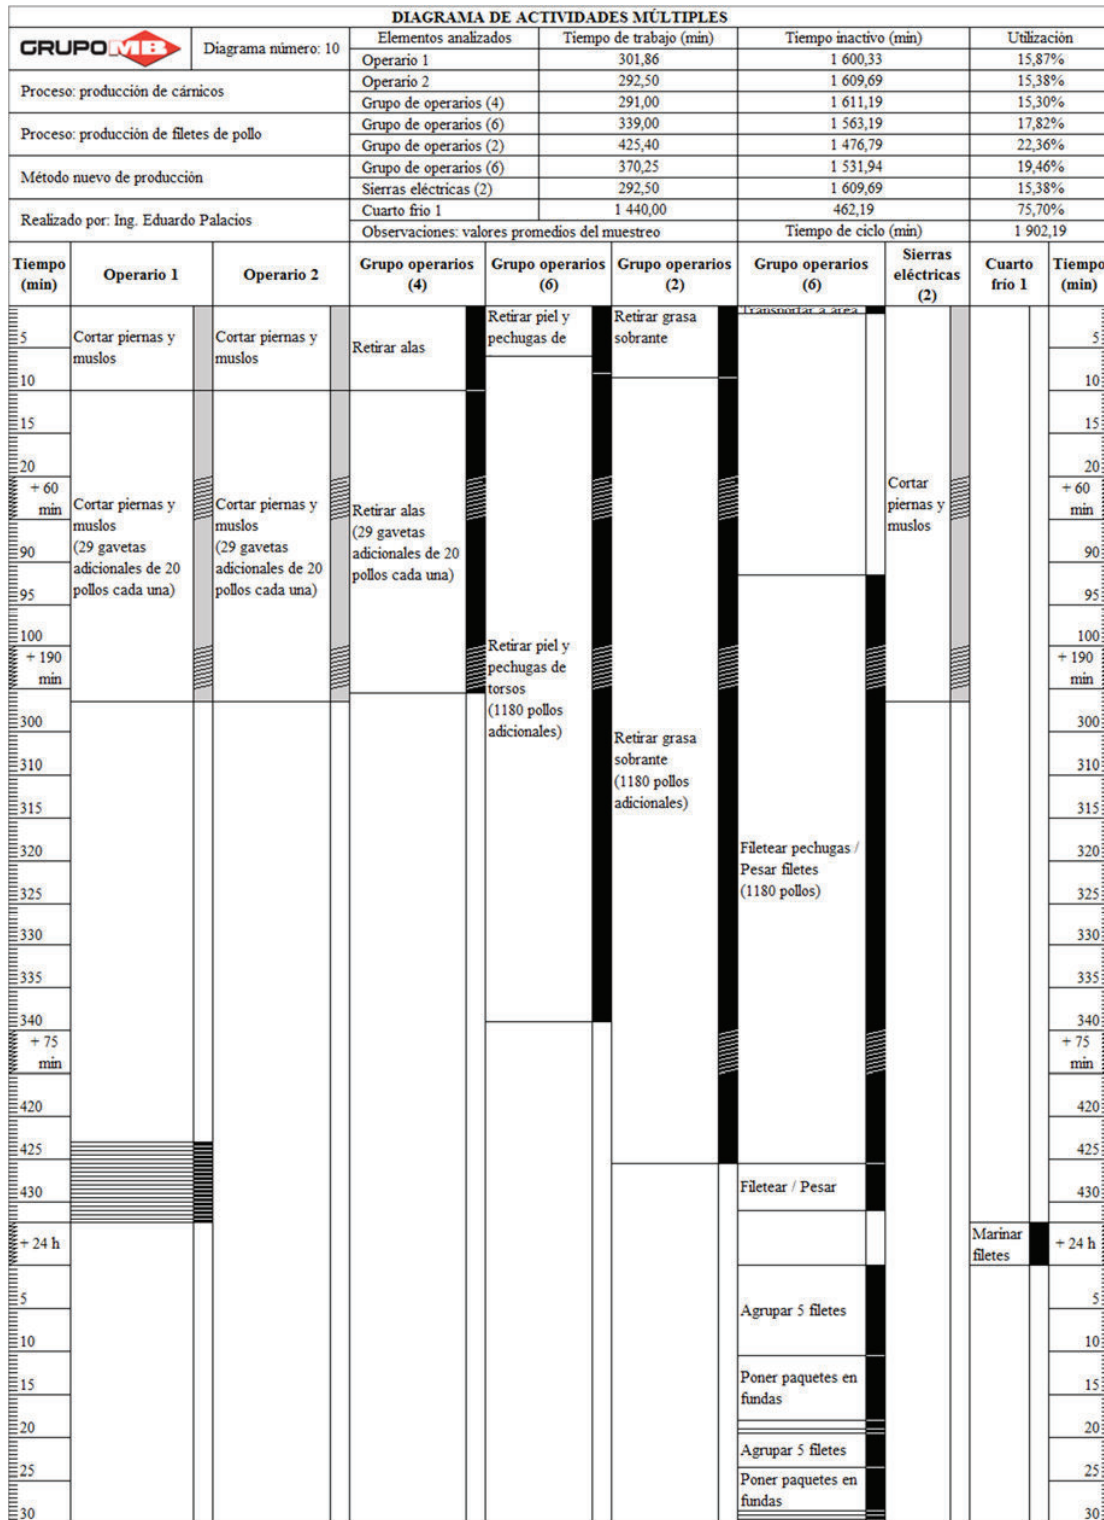 DIAGRAMA DE ACTIVIDADES MÚLTIPLES
GRUPO MB
Diagrama número: 10
Elementos analizados
Tiempo de trabajo (min)
Tiempo inactivo (min)
Utilización
Operario 1
301,86
1 600,33
15,87%
Proceso: producción de cárnicos
Operario 2
292,50
1 609,69
15,38%
Grupo de operarios (4)
291,00
1 611,19
15,30%
Proceso: producción de filetes de pollo
Grupo de operarios (6)
339,00
1 563,19
17,82%
Grupo de operarios (2)
425,40
1 476,79
22,36%
Método nuevo de producción
Grupo de operarios (6)
370,25
1 531,94
19,46%
Sierras eléctricas (2)
292,50
1 609,69
15,38%
Realizado por: Ing. Eduardo Palacios
Cuarto frío 1
1 440,00
462,19
75,70%
Observaciones: valores promedios del muestreo
Tiempo de ciclo (min)
1 902,19
Tiempo
(min)
Operario 1
Operario 2
Grupo operarios
(4)
Grupo operarios
(6)
Grupo operarios
(2)
Grupo operarios
(6)
Sierras
eléctricas
(2)
Cuarto
frío 1
Tiempo
(min)
5
10
15
20
+ 60
min
90
95
100
+ 190
min
300
310
315
320
325
330
335
340
+ 75
min
420
425
430
+ 24 h
5
10
15
20
25
30
Cortar piernas y
muslos
Cortar piernas y
muslos
(29 gavetas
adicionales de 20
pollos cada una)
Cortar piernas y
muslos
Cortar piernas y
muslos
(29 gavetas
adicionales de 20
pollos cada una)
Retirar alas
Retirar alas
(29 gavetas
adicionales de 20
pollos cada una)
Retirar piel y
pechugas de
Retirar piel y
pechugas de
torsos
(1180 pollos
adicionales)
Retirar grasa
sobrante
Retirar grasa
sobrante
(1180 pollos
adicionales)
Transportar a área
Filetear pechugas /
Pesar filetes
(1180 pollos)
Filetear / Pesar
Agrupar 5 filetes
Poner paquetes en
fundas
Agrupar 5 filetes
Poner paquetes en
fundas
Cortar
piernas y
muslos
Marinar
filetes
5
10
15
20
+ 60
min
90
95
100
+ 190
min
300
310
315
320
325
330
335
340
+ 75
min
420
425
430
+ 24 h
5
10
15
20
25
30